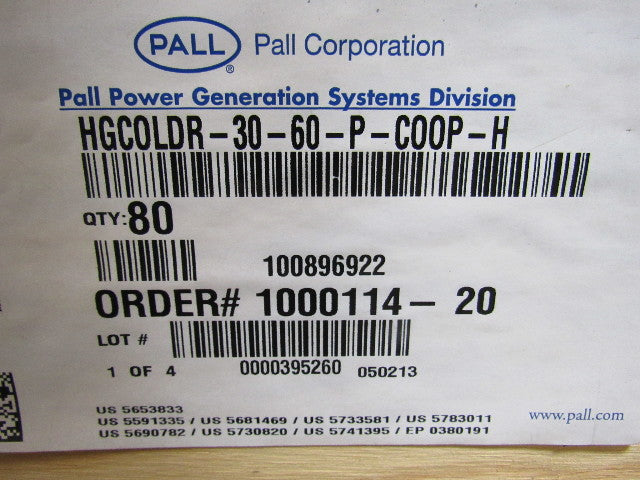 PALL ® Pall Corporation
Pall Power Generation Systems Division
HGCOLDR-30-60-P-COOP-H
QTY: 80
100896922
ORDER# 1000114- 20
LOT #
1 OF 4 0000395260 050213
US 5653833
US 5591335 / US 5681469 / US 5733581 / US 5783011
US 5690782 / US 5730820 / US 5741395 / EP 0380191
www.pall.com